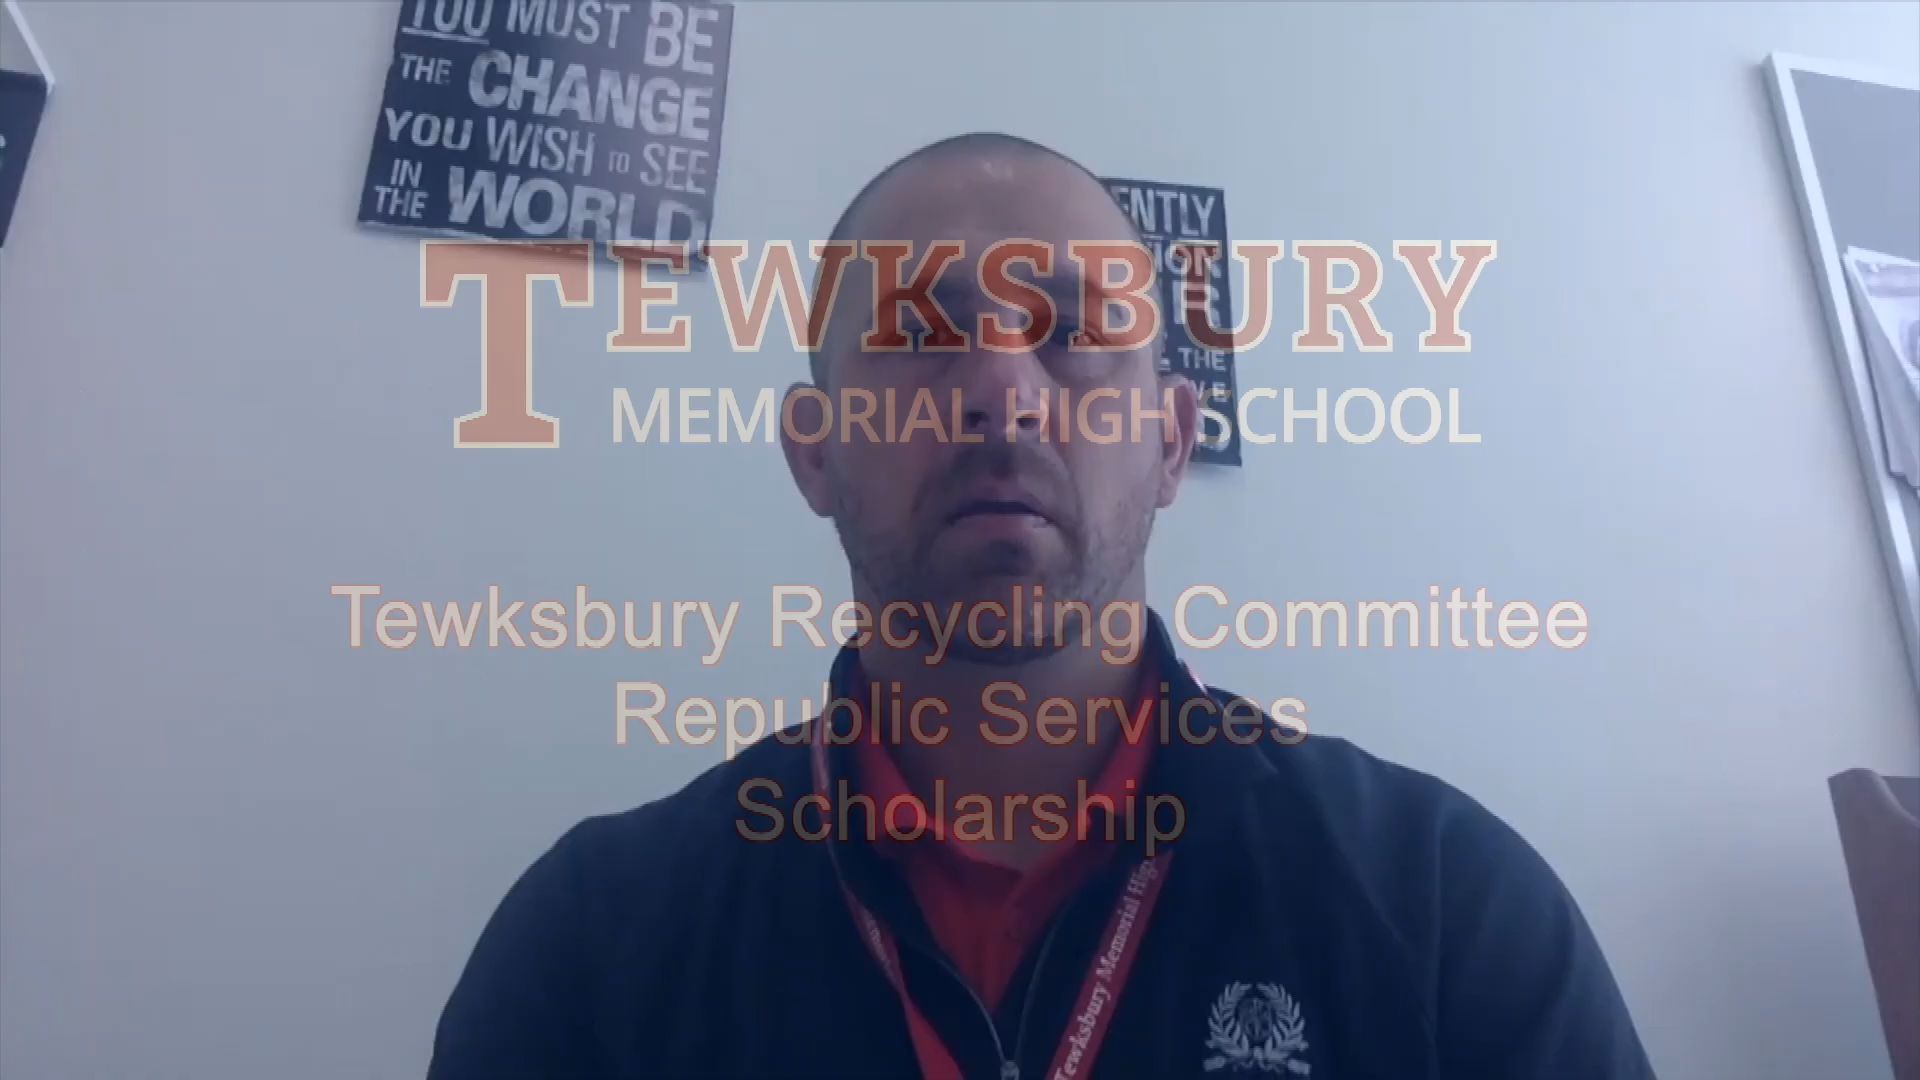 YOU MUST BE
THE CHANGE
YOU WISH TO SEE
IN THE WORLD
TEWKSBURY
MEMORIAL HIGH SCHOOL
THE
Tewksbury Recycling Committee
Republic Services
Scholarship
Tewksbury Memorial High